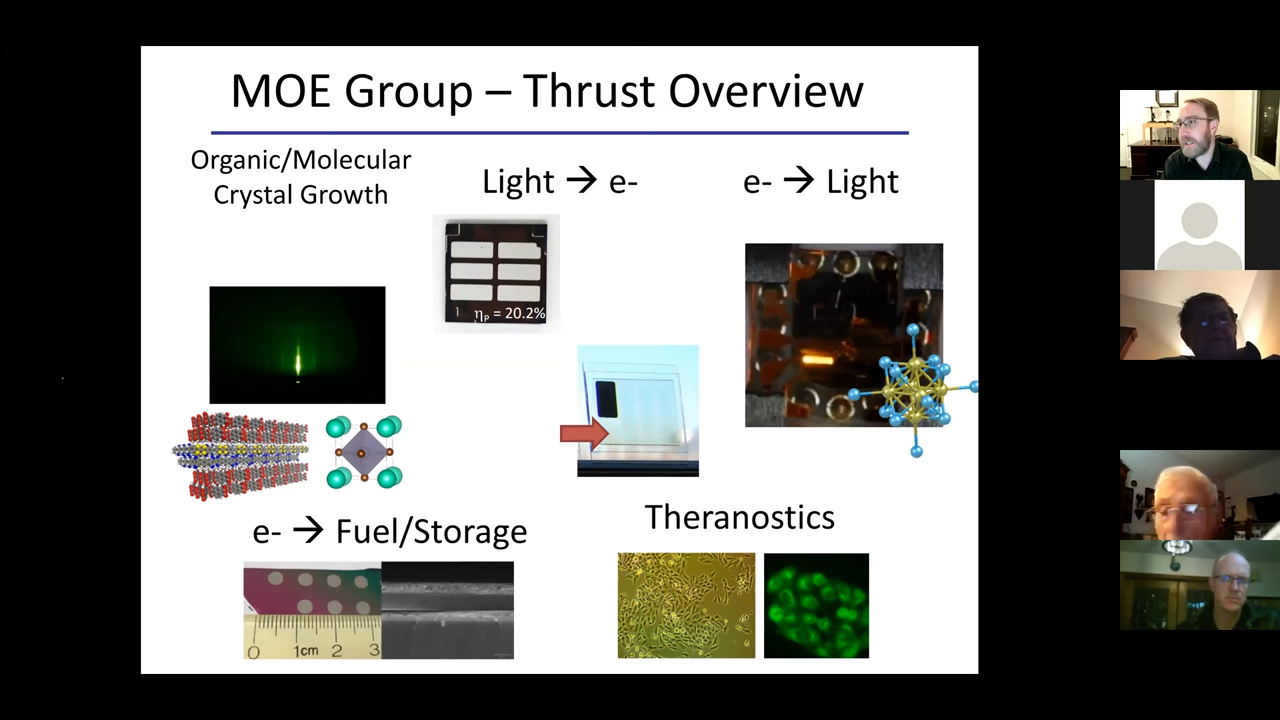 MOE Group – Thrust Overview
Organic/Molecular
Crystal Growth
Light → e-
e- → Light
1 ηP = 20.2%
e- → Fuel/Storage
Theranostics
0 1cm 2 3